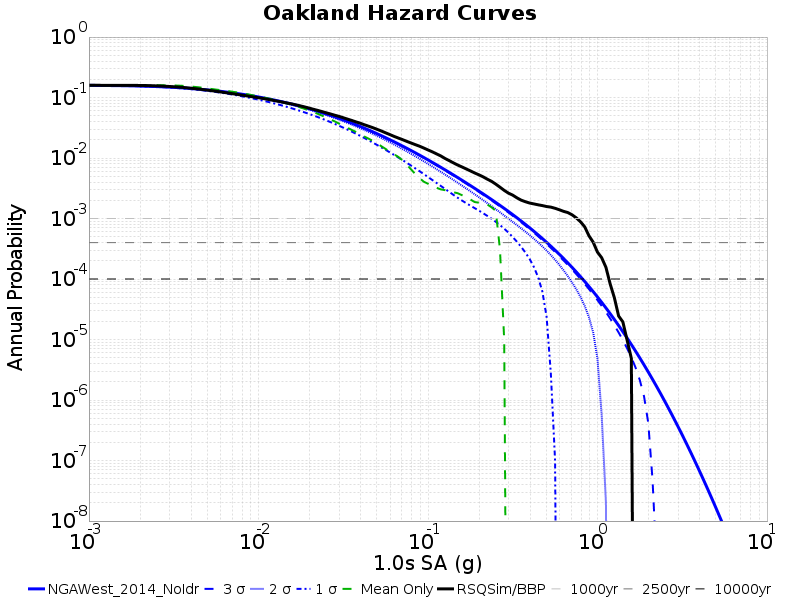 Oakland Hazard Curves
10^0
10^-1
10^-2
10^-3
10^-4
10^-5
10^-6
10^-7
10^-8
Annual Probability
10^-3 10^-2 10^-1 10^0 10^1
1.0s SA (g)
NGAWest_2014_NoIdr 3 σ 2 σ 1 σ Mean Only RSQSim/BBP 1000yr 2500yr 10000yr